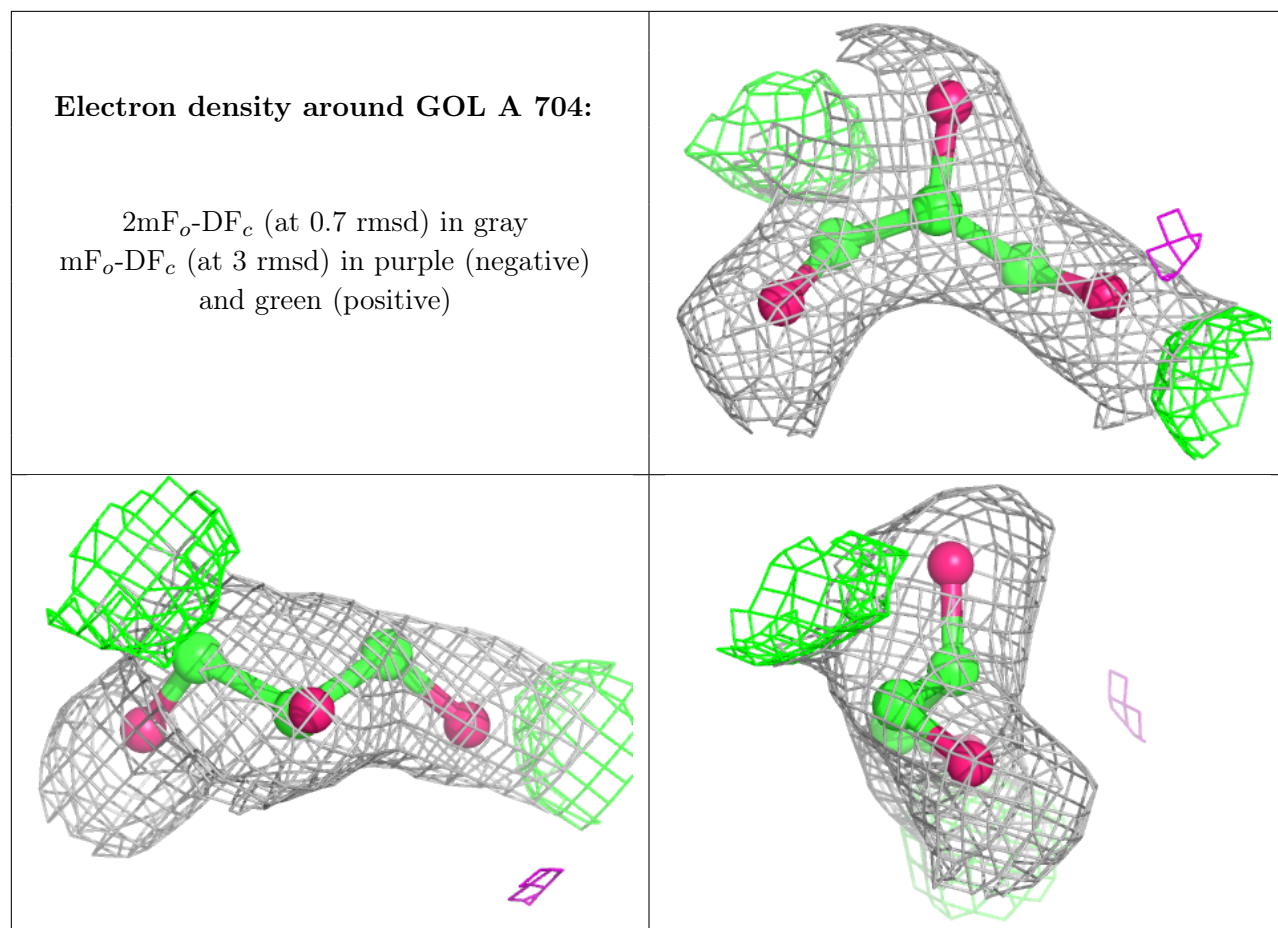 Electron density around GOL A 704:
2mFo-DFc (at 0.7 rmsd) in gray
mFo-DFc (at 3 rmsd) in purple (negative)
and green (positive)